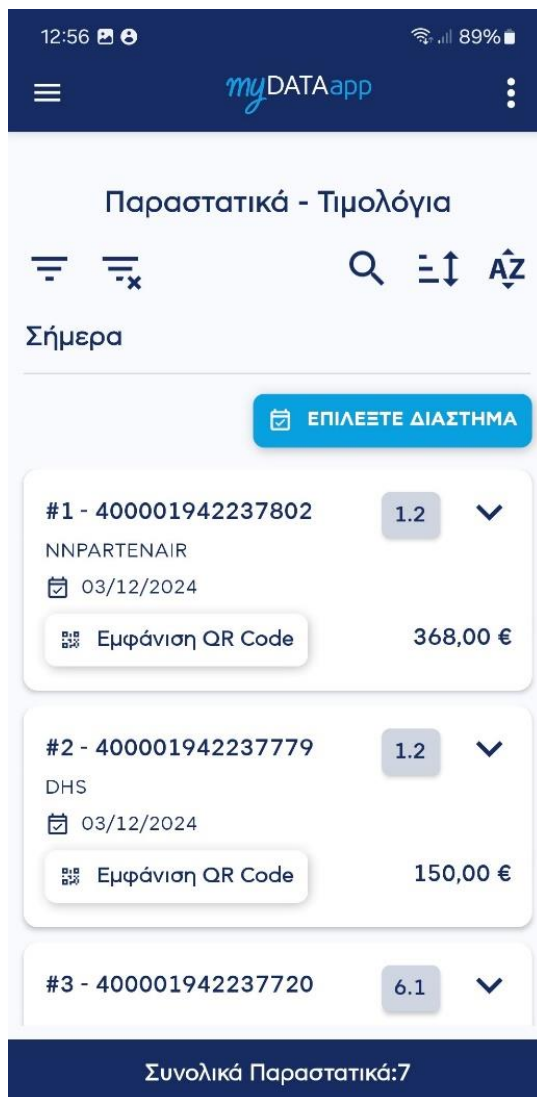 12:56 89%
myDATAapp
Παραστατικά - Τιμολόγια
AZ
Σήμερα
ΕΠΙΛΕΞΤΕ ΔΙΑΣΤΗΜΑ
#1 - 400001942237802 1.2
NNPARTENAIR
03/12/2024
Εμφάνιση QR Code 368,00 €
#2 - 400001942237779 1.2
DHS
03/12/2024
Εμφάνιση QR Code 150,00 €
#3 - 400001942237720 6.1
Συνολικά Παραστατικά:7